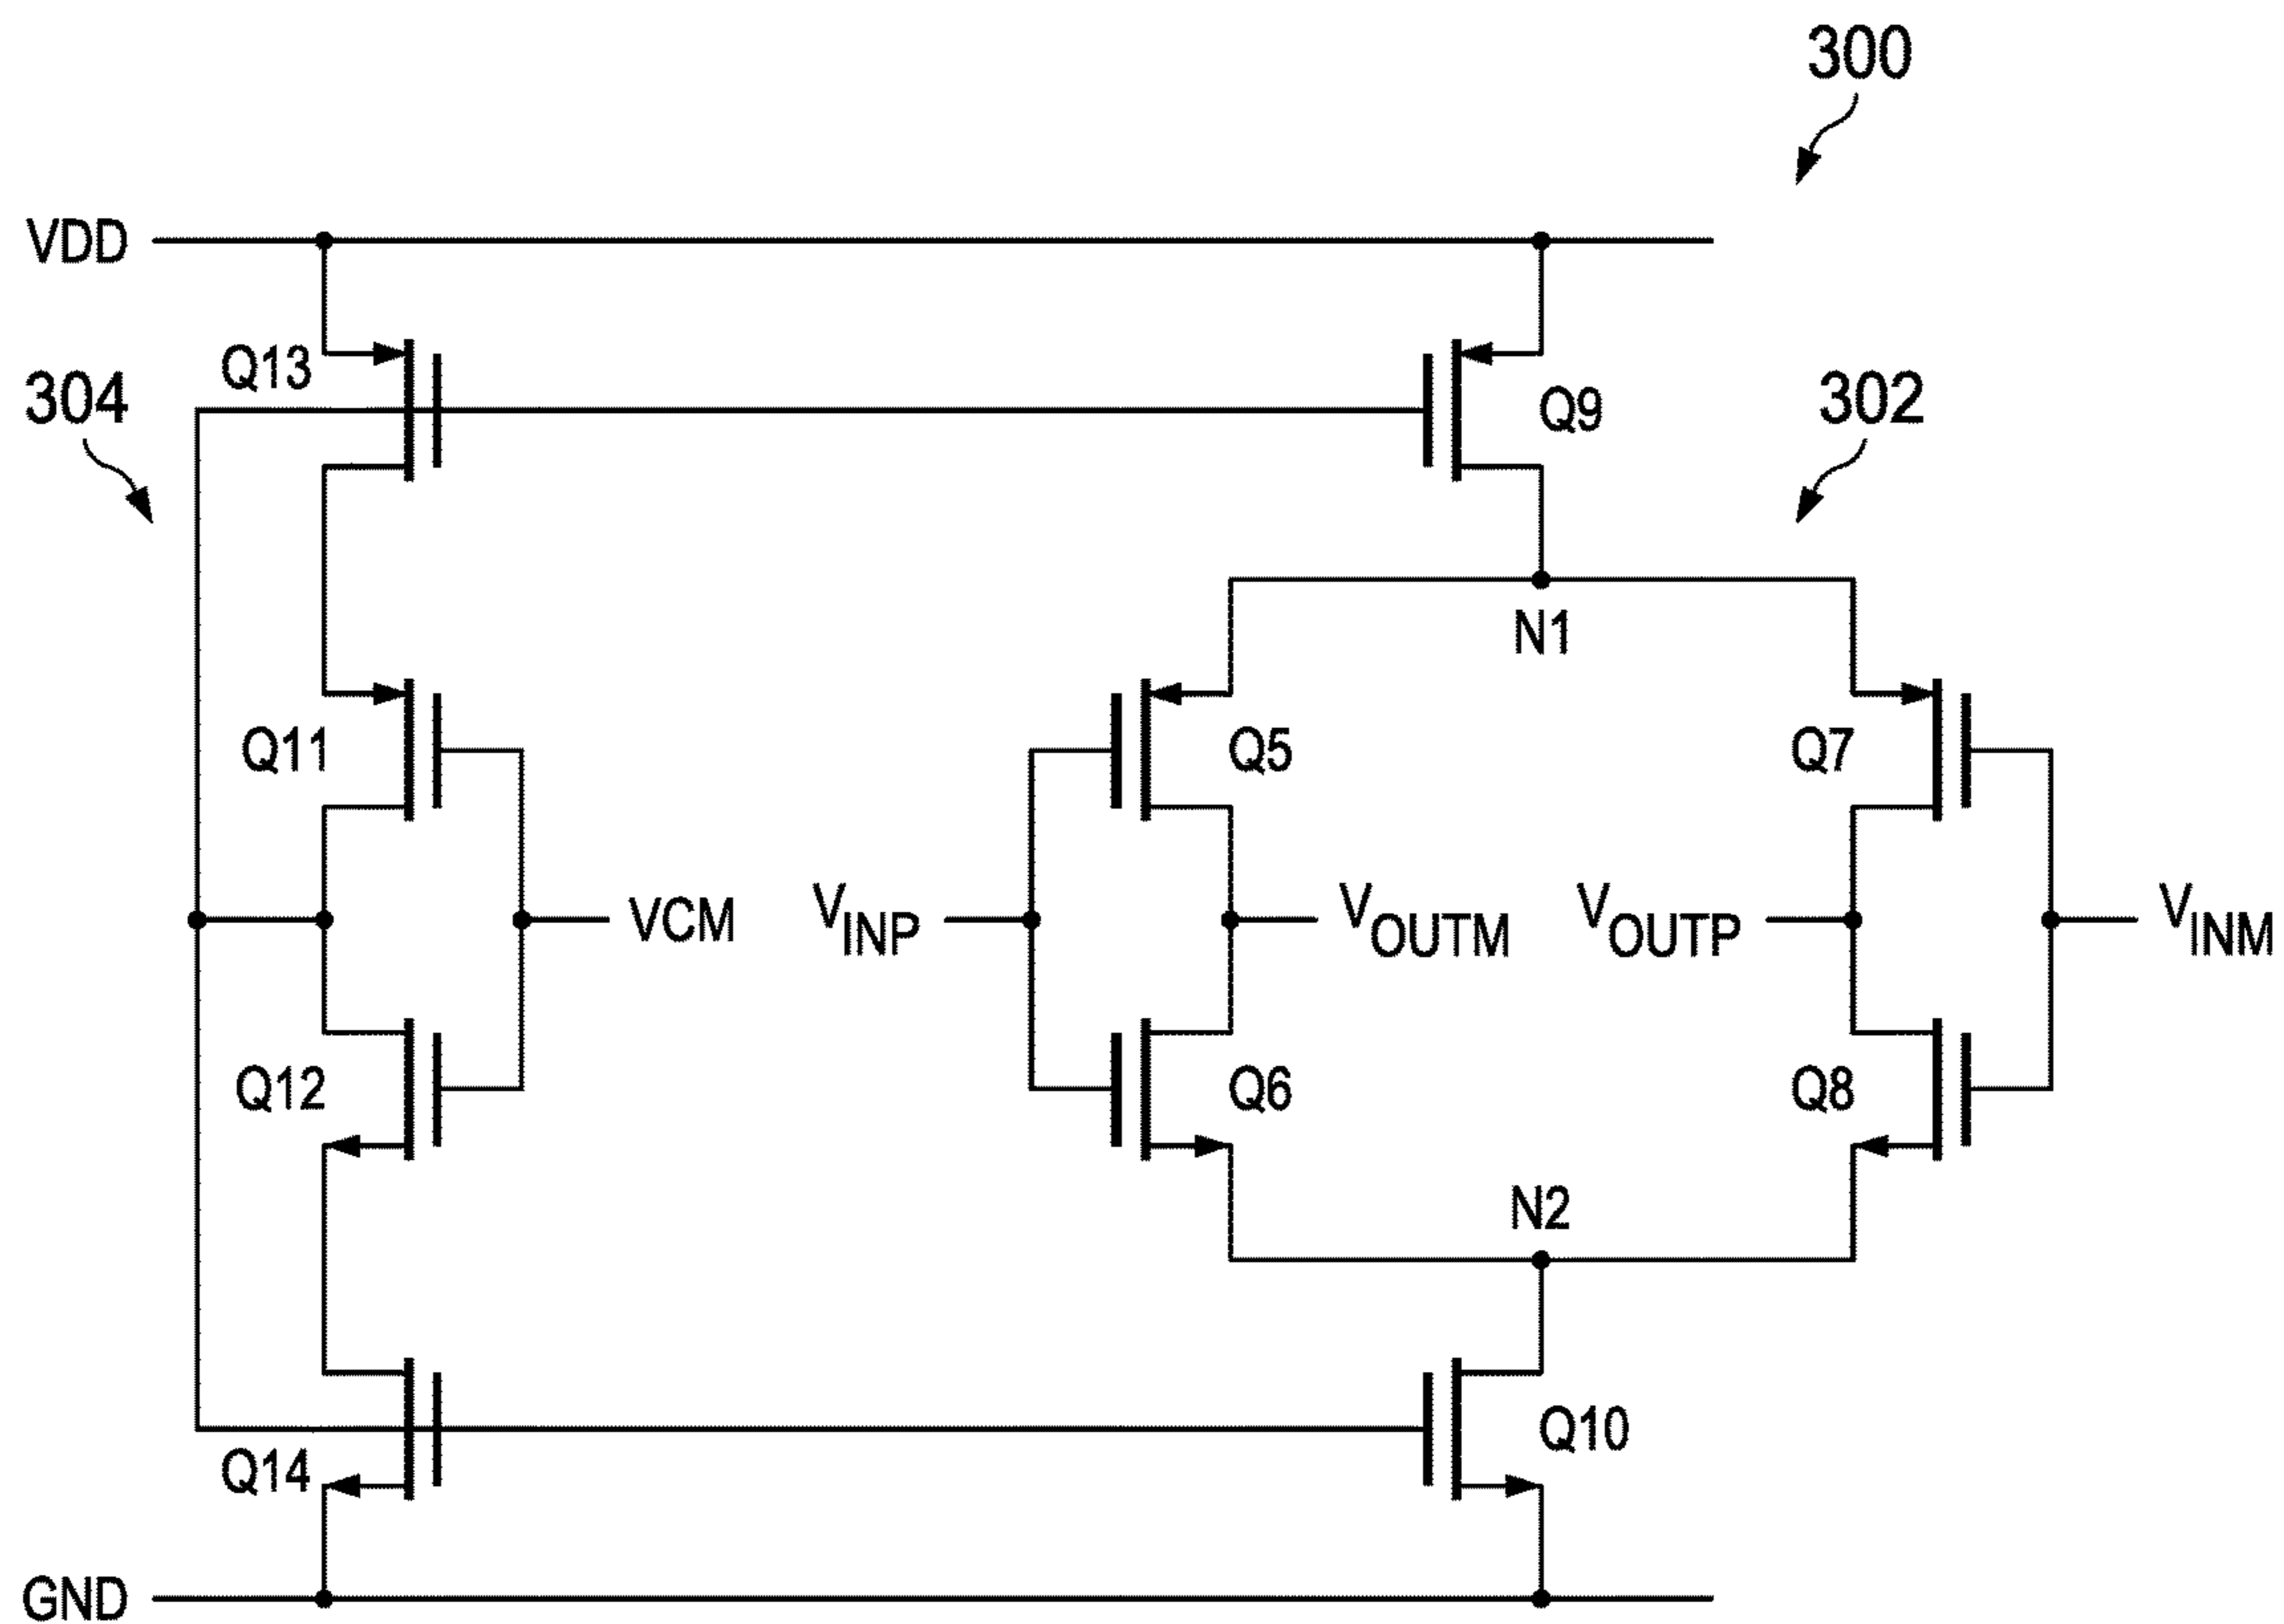 300
VDD
Q13
304
Q9
302
N1
Q11
Q5
Q7
VCM
VINP
VOUTM
VOUTP
VINM
Q12
Q6
Q8
N2
Q14
Q10
GND